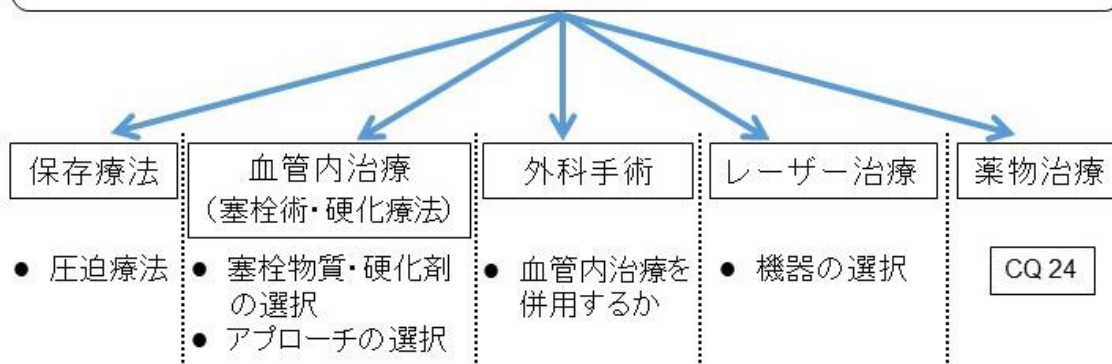 保存療法
血管内治療
（塞栓術・硬化療法）
外科手術
レーザー治療
薬物治療
● 圧迫療法
● 塞栓物質・硬化剤
の選択
● アプローチの選択
● 血管内治療を
併用するか
● 機器の選択
CQ 24